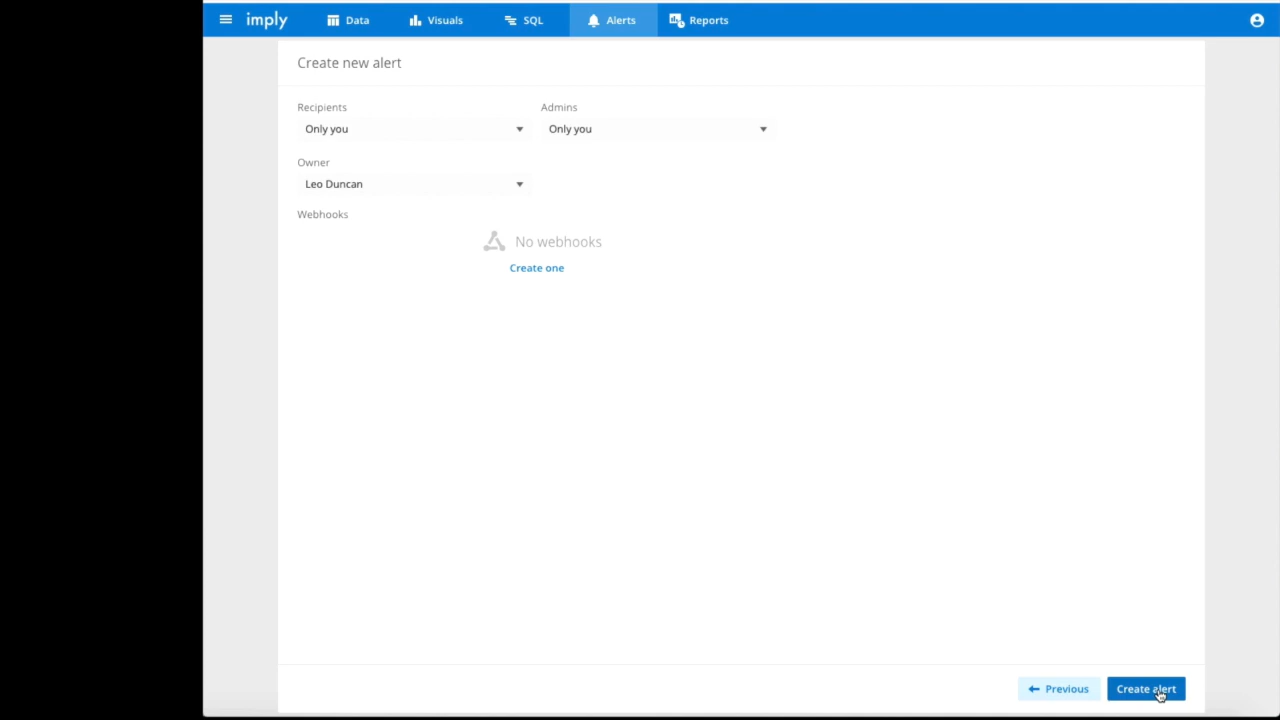 imply Data Visuals SQL Alerts Reports
Create new alert
Recipients Admins
Only you Only you
Owner
Leo Duncan
Webhooks
No webhooks
Create one
Previous Create alert